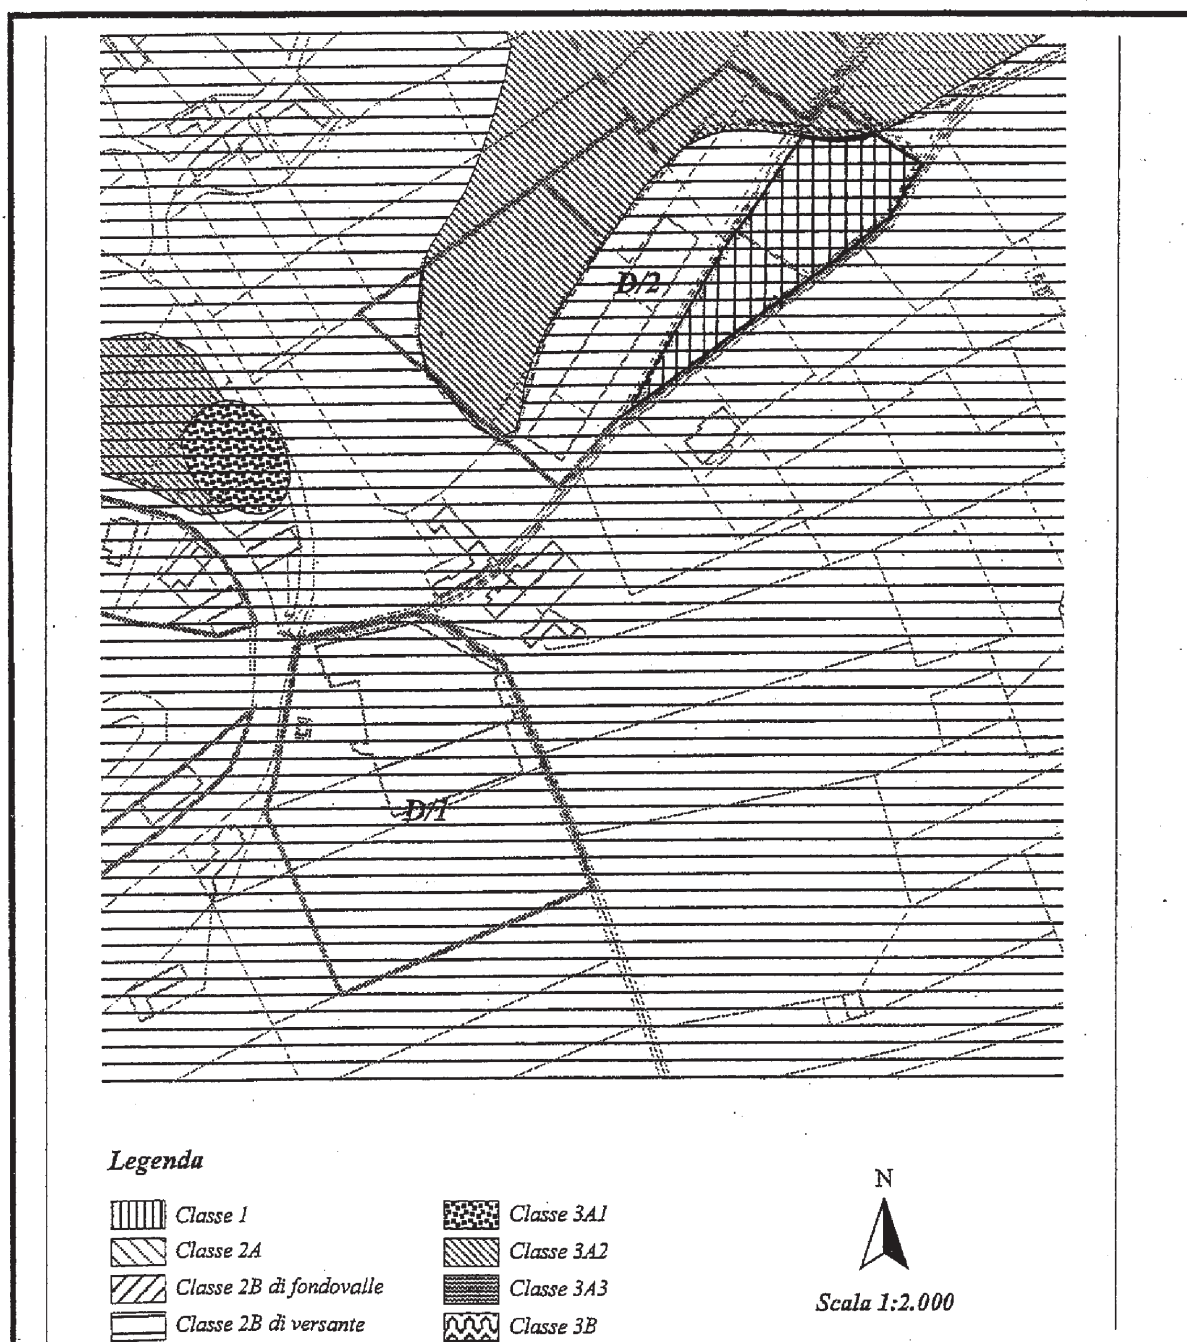 D/2
D/1
Legenda
Classe 1
Classe 2A
Classe 2B di fondovalle
Classe 2B di versante
Classe 3A1
Classe 3A2
Classe 3A3
Classe 3B
N
Scala 1:2.000